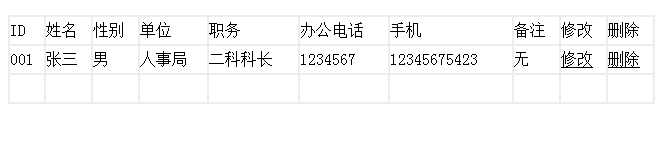 ID 姓名 性别 单位 职务 办公电话 手机 备注 修改 删除
001 张三 男 人事局 二科科长 1234567 12345675423 无 修改 删除